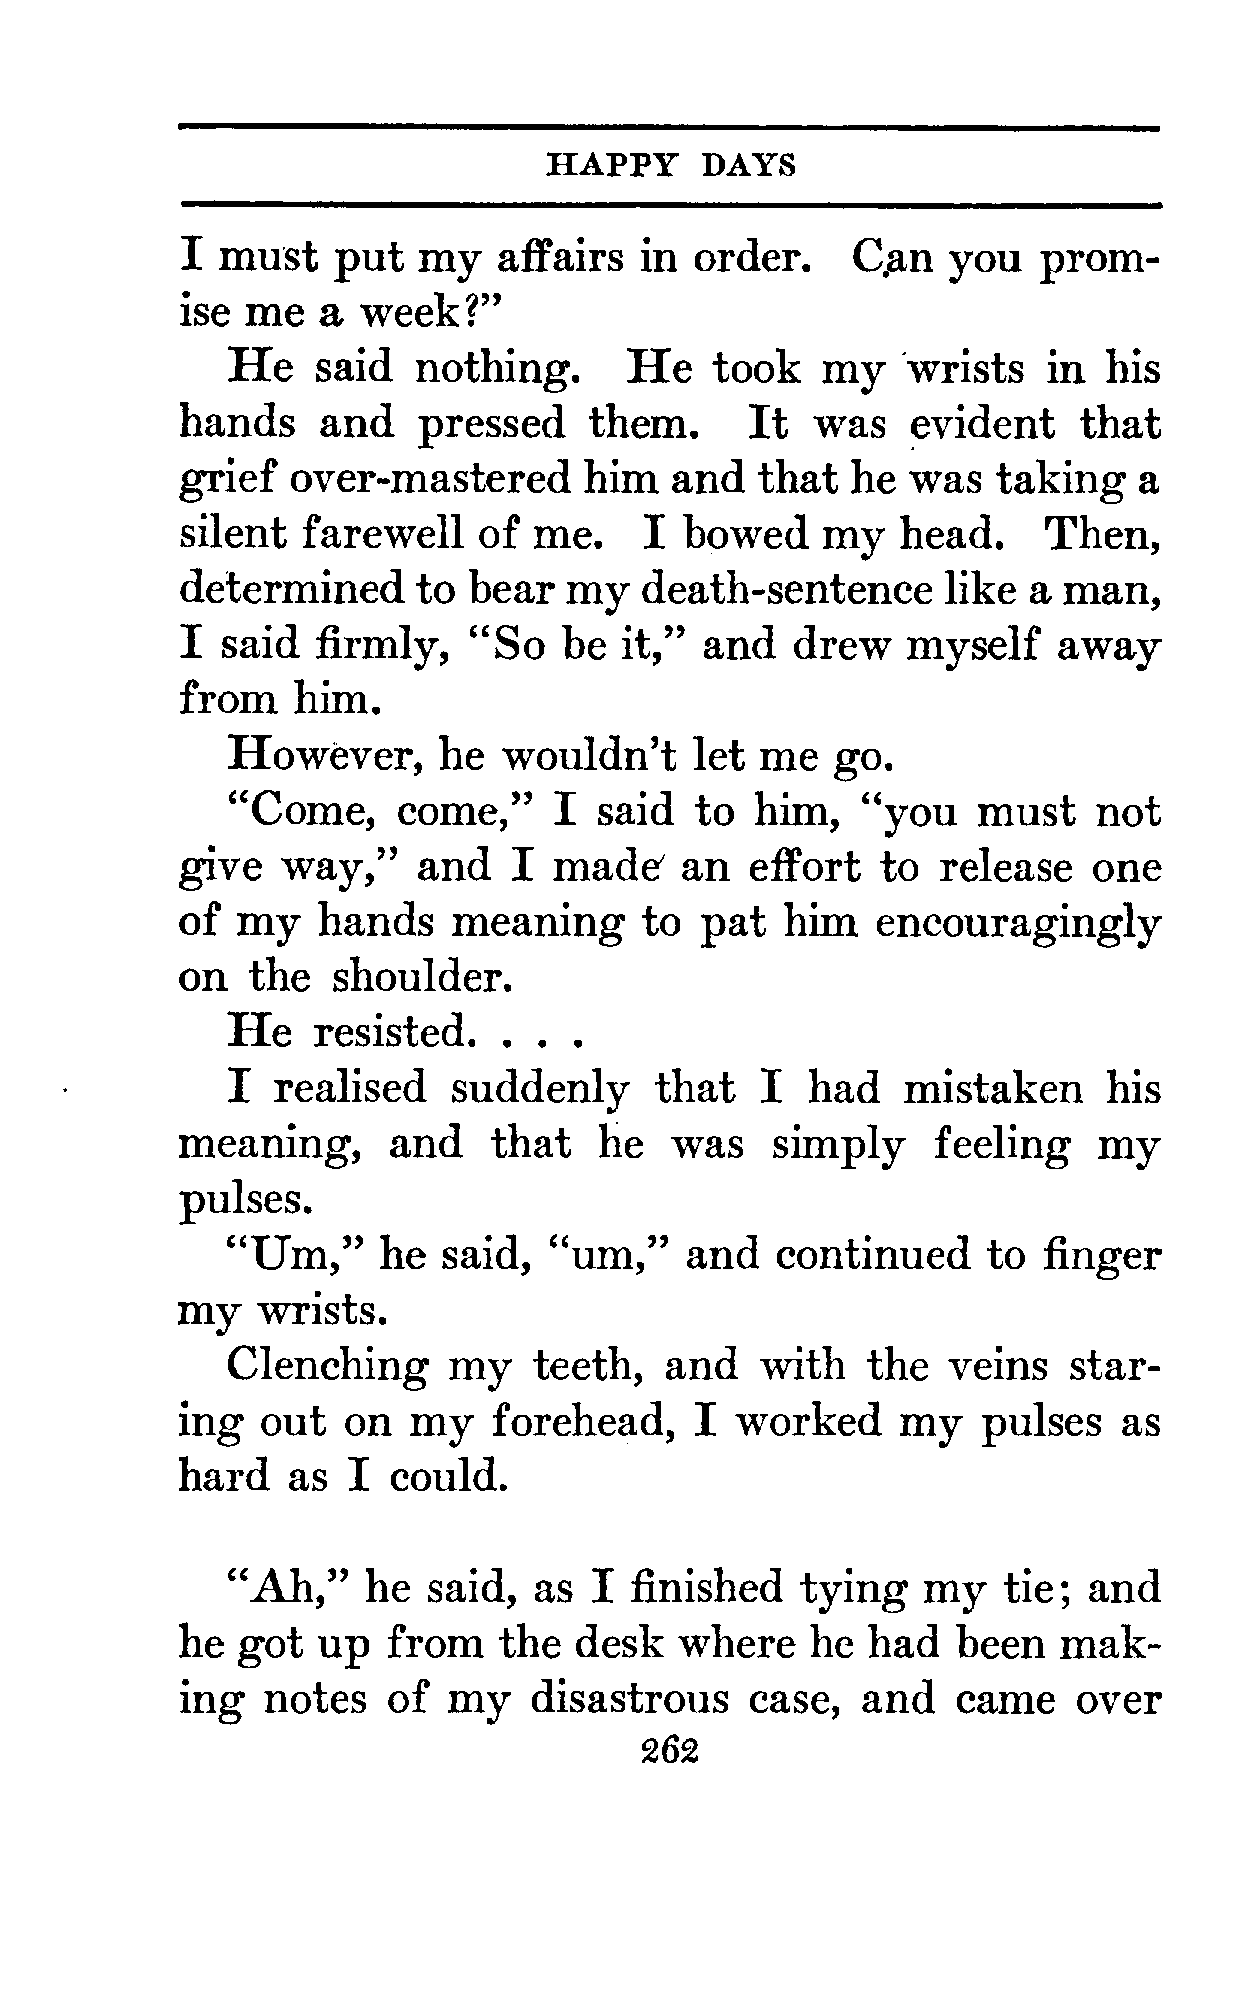 HAPPY DAYS
I must put my affairs in order. Can you prom-
ise me a week?"
He said nothing. He took my wrists in his
hands and pressed them. It was evident that
grief over-mastered him and that he was taking a
silent farewell of me. I bowed my head. Then,
determined to bear my death-sentence like a man,
I said firmly, "So be it," and drew myself away
from him.
However, he wouldn't let me go.
"Come, come," I said to him, "you must not
give way," and I made an effort to release one
of my hands meaning to pat him encouragingly
on the shoulder.
He resisted. . . .
I realised suddenly that I had mistaken his
meaning, and that he was simply feeling my
pulses.
"Um," he said, "um," and continued to finger
my wrists.
Clenching my teeth, and with the veins star-
ing out on my forehead, I worked my pulses as
hard as I could.
"Ah," he said, as I finished tying my tie; and
he got up from the desk where he had been mak-
ing notes of my disastrous case, and came over
262